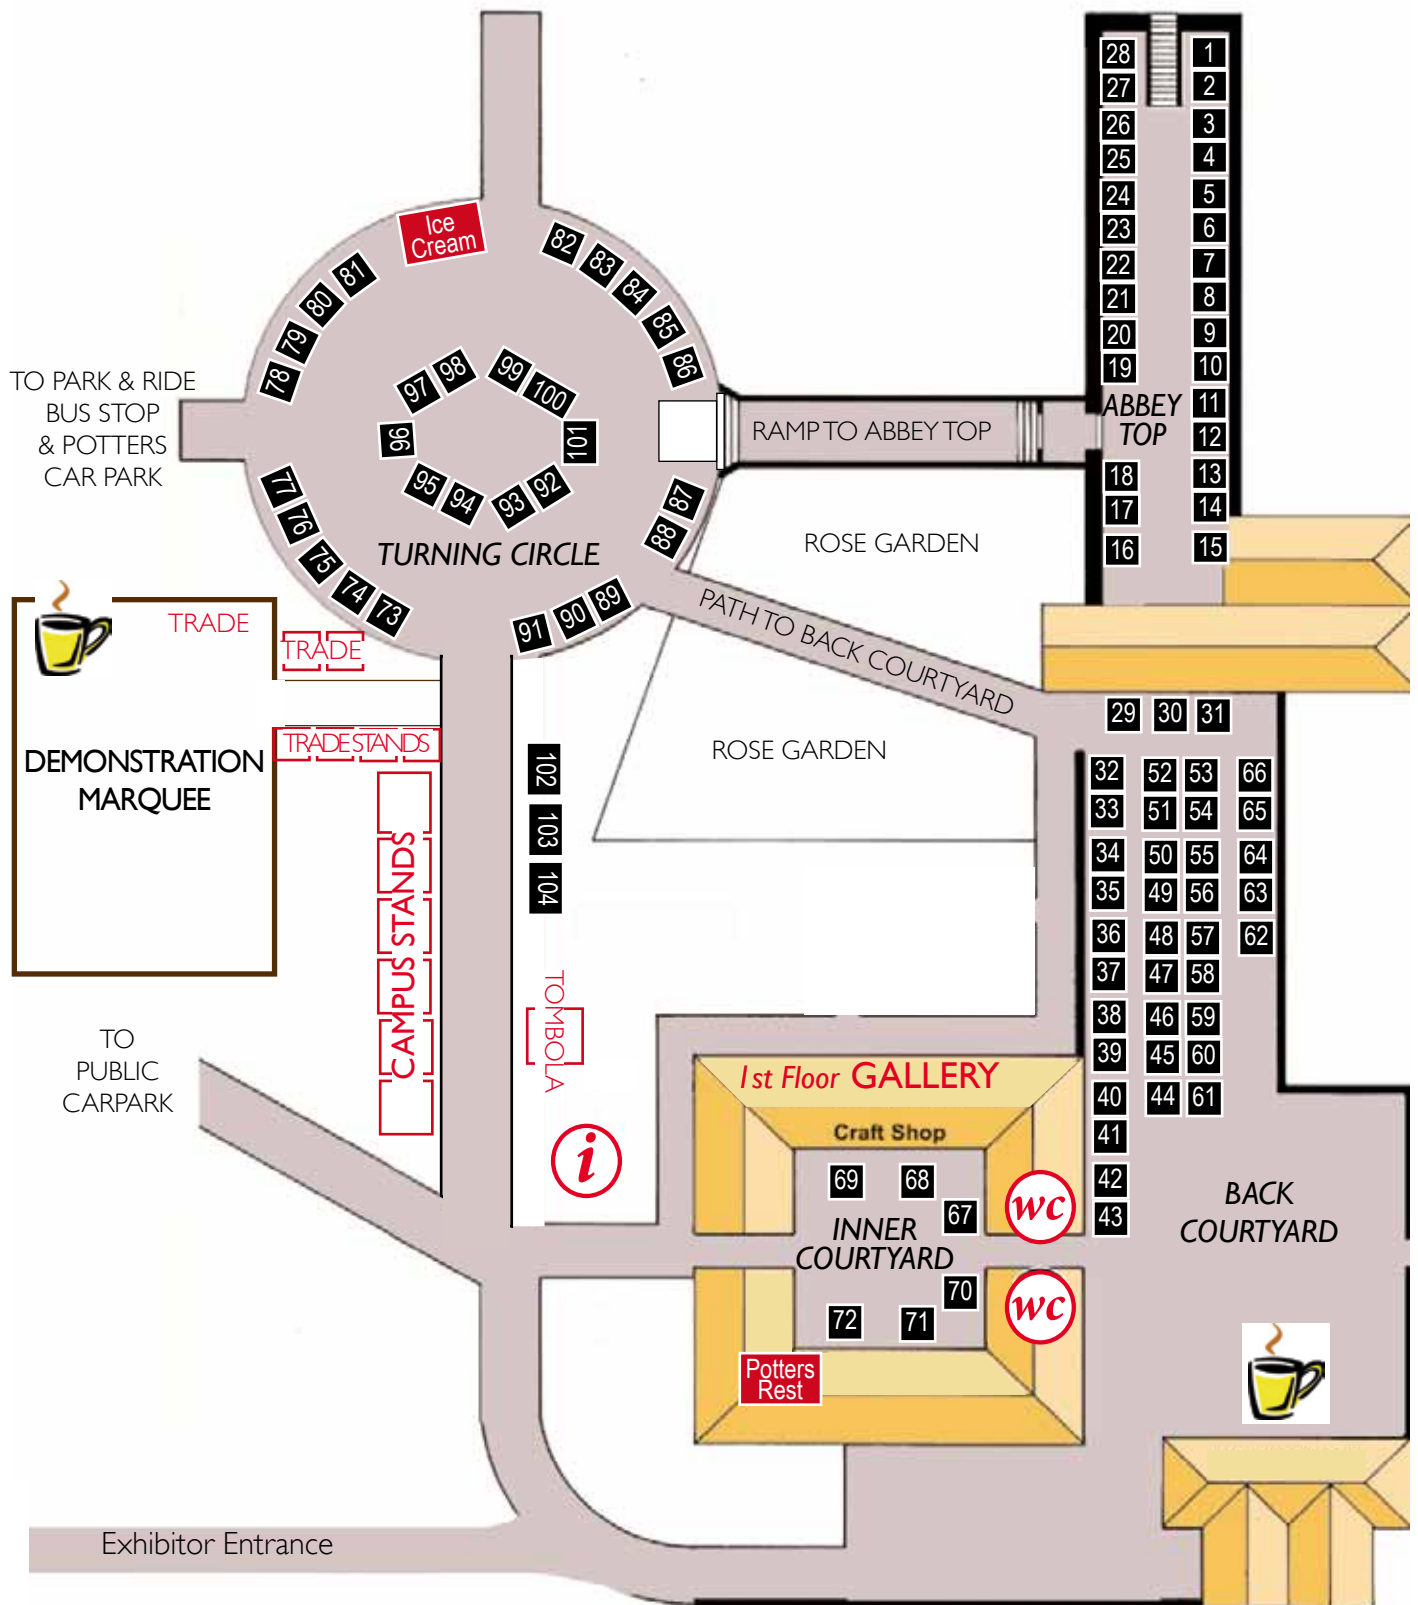 28
1
27
2
26
3
25
4
24
5
23
6
22
7
21
8
20
9
19
10
11
12
ABBEY
TOP
18
13
17
14
16
15
Ice
Cream
82
83
84
85
86
81
80
79
78
97
98
99
100
96
101
95
94
93
92
77
76
75
74
73
87
88
91
90
89
TURNING CIRCLE
TO PARK & RIDE
BUS STOP
& POTTERS
CAR PARK
RAMP TO ABBEY TOP
ROSE GARDEN
PATH TO BACK COURTYARD
ROSE GARDEN
TRADE
TRADE
TRADE STANDS
DEMONSTRATION
MARQUEE
CAMPUS STANDS
102
103
104
TOMBOLA
i
TO
PUBLIC
CARPARK
29
30
31
32
52
53
66
33
51
54
65
34
50
55
64
35
49
56
63
36
48
57
62
37
47
58
38
46
59
39
45
60
40
44
61
41
42
43
1st Floor GALLERY
Craft Shop
69
68
67
INNER
COURTYARD
70
72
71
wc
wc
BACK
COURTYARD
Potters
Rest
Exhibitor Entrance